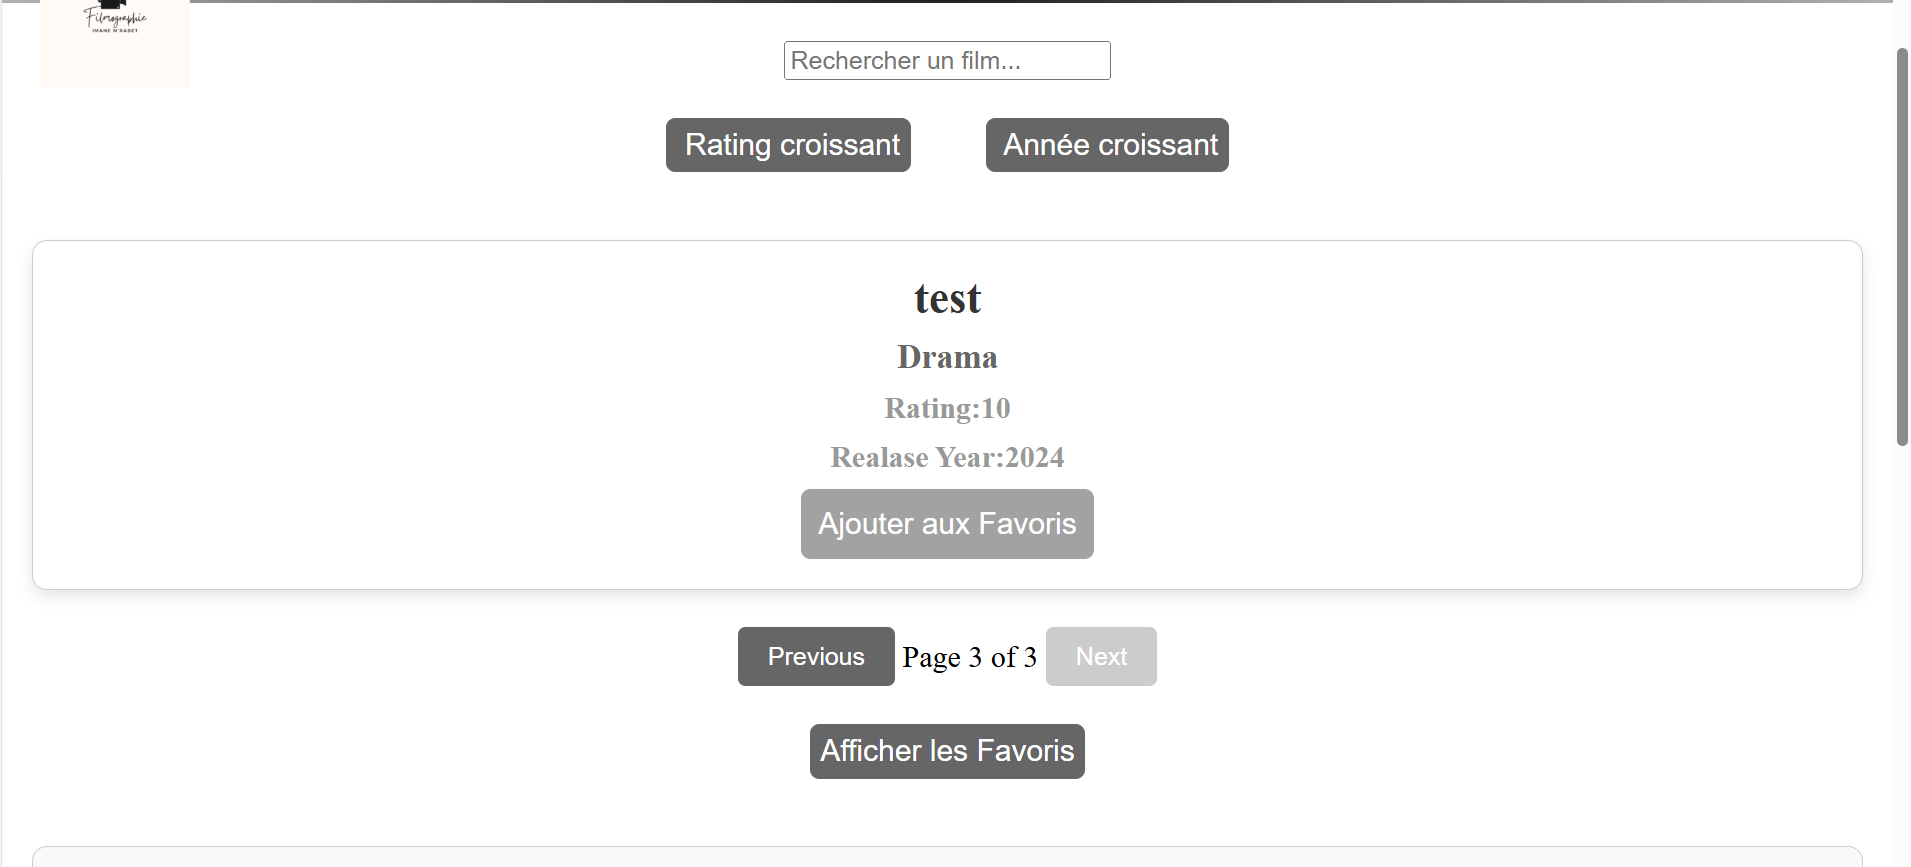 Filmographie
IMANE M'RABET
Rechercher un film...
Rating croissant
Année croissant
test
Drama
Rating:10
Realase Year:2024
Ajouter aux Favoris
Previous Page 3 of 3 Next
Afficher les Favoris